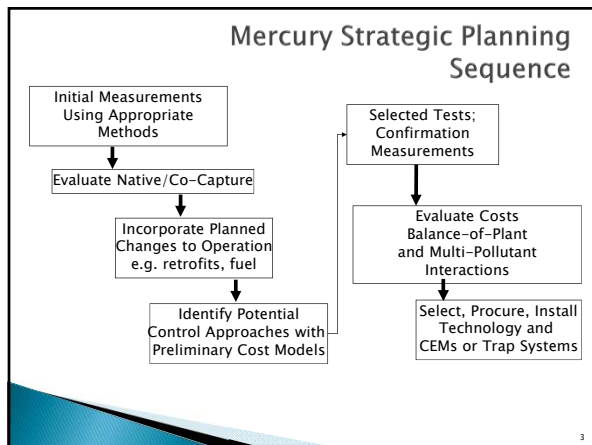 Mercury Strategic Planning
Sequence
Initial Measurements
Using Appropriate
Methods
Evaluate Native/Co-Capture
Incorporate Planned
Changes to Operation
e.g. retrofits, fuel
Identify Potential
Control Approaches with
Preliminary Cost Models
Selected Tests;
Confirmation
Measurements
Evaluate Costs
Balance-of-Plant
and Multi-Pollutant
Interactions
Select, Procure, Install
Technology and
CEMs or Trap Systems
3